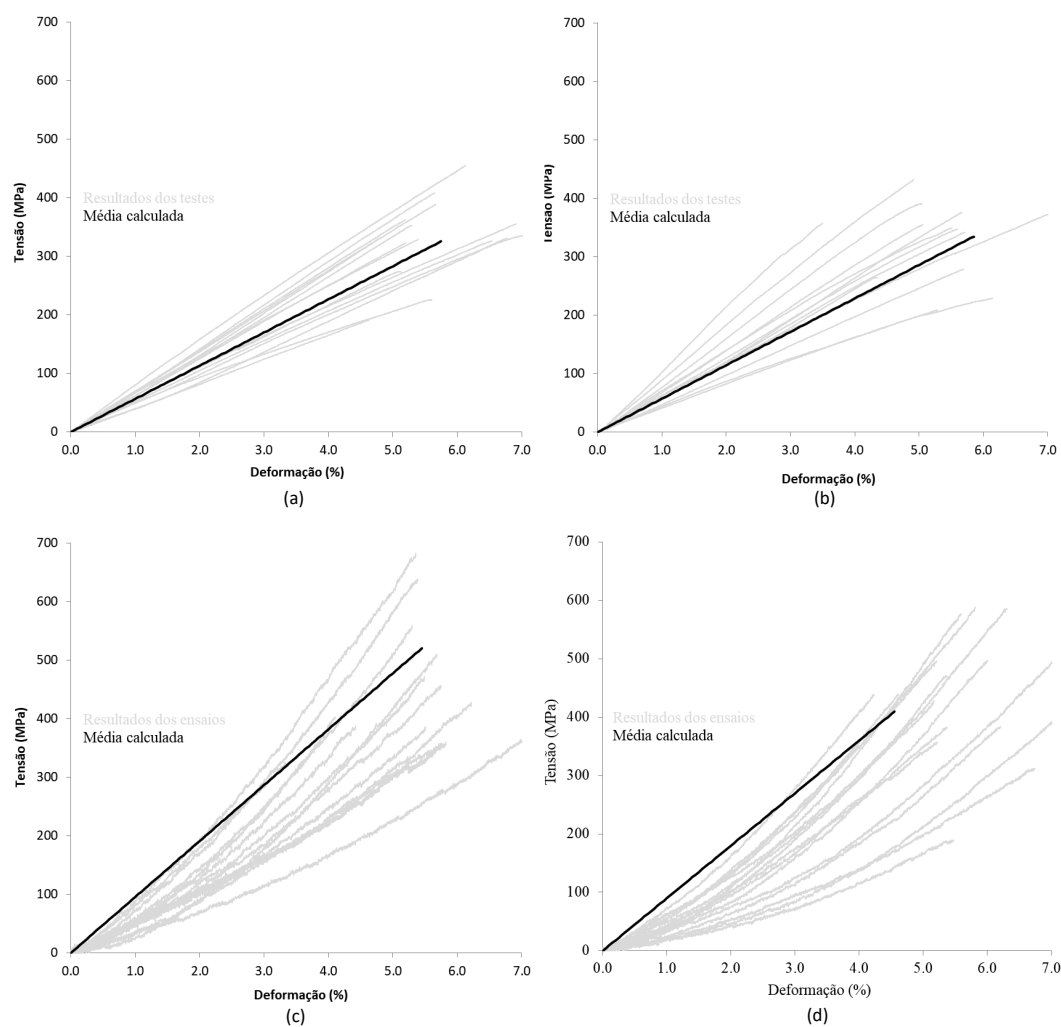 700
600
500
400
300
200
100
0
Tensão (MPa)
Resultados dos testes
Média calculada
0.0 1.0 2.0 3.0 4.0 5.0 6.0 7.0
Deformação (%)
(a)
700
600
500
400
300
200
100
0
Tensão (MPa)
Resultados dos testes
Média calculada
0.0 1.0 2.0 3.0 4.0 5.0 6.0 7.0
Deformação (%)
(b)
700
600
500
400
300
200
100
0
Tensão (MPa)
Resultados dos ensaios
Média calculada
0.0 1.0 2.0 3.0 4.0 5.0 6.0 7.0
Deformação (%)
(c)
700
600
500
400
300
200
100
0
Tensão (MPa)
Resultados dos ensaios
Média calculada
0.0 1.0 2.0 3.0 4.0 5.0 6.0 7.0
Deformação (%)
(d)